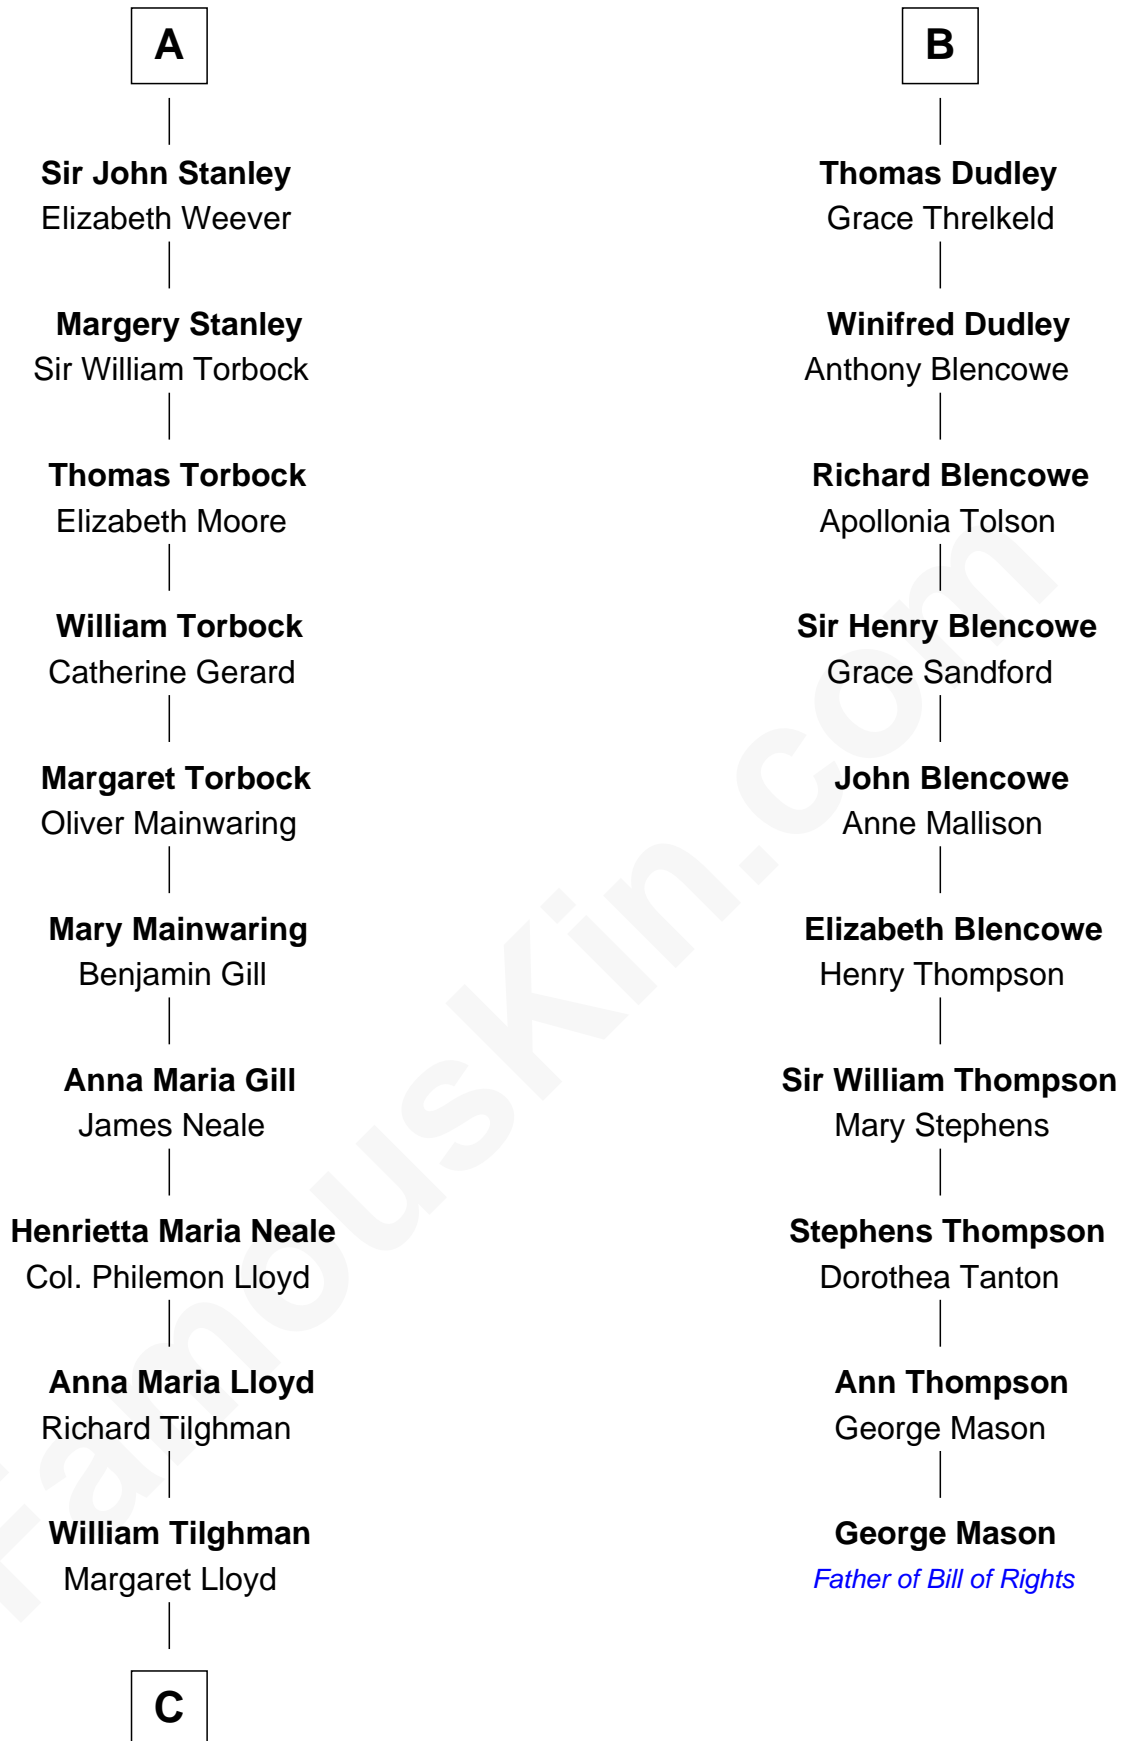 A
Sir John Stanley
Elizabeth Weever
Margery Stanley
Sir William Torbock
Thomas Torbock
Elizabeth Moore
William Torbock
Catherine Gerard
Margaret Torbock
Oliver Mainwaring
Mary Mainwaring
Benjamin Gill
Anna Maria Gill
James Neale
Henrietta Maria Neale
Col. Philemon Lloyd
Anna Maria Lloyd
Richard Tilghman
William Tilghman
Margaret Lloyd
C
B
Thomas Dudley
Grace Threlkeld
Winifred Dudley
Anthony Blencowe
Richard Blencowe
Apollonia Tolson
Sir Henry Blencowe
Grace Sandford
John Blencowe
Anne Mallison
Elizabeth Blencowe
Henry Thompson
Sir William Thompson
Mary Stephens
Stephens Thompson
Dorothea Tanton
Ann Thompson
George Mason
George Mason
Father of Bill of Rights
FamousKin.com